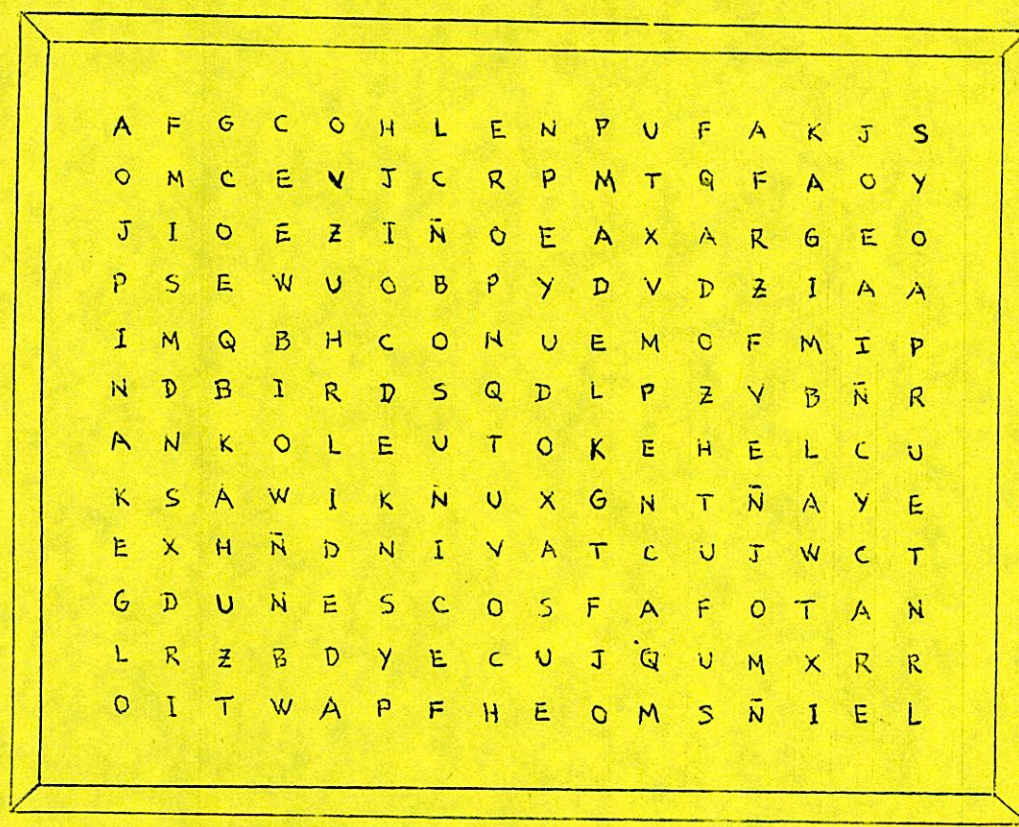 A F G C O H L E N P U F A K J S
O M C E V J C R P M T Q F A O Y
J I O E Z I Ñ O E A X A R G E O
P S E W U O B P Y D V D Z I A A
I M Q B H C O N U E M O F M I P
N D B I R D S Q D L P Z V B Ñ R
A N K O L E U T O K E H E L C U
K S A W I K Ñ U X G N T Ñ A Y E
E X H Ñ D N I V A T C U J W C T
G D U N E S C O S F A F O T A N
L R Z B D Y E C U J Q U M X R R
O I T W A P F H E O M S Ñ I E L